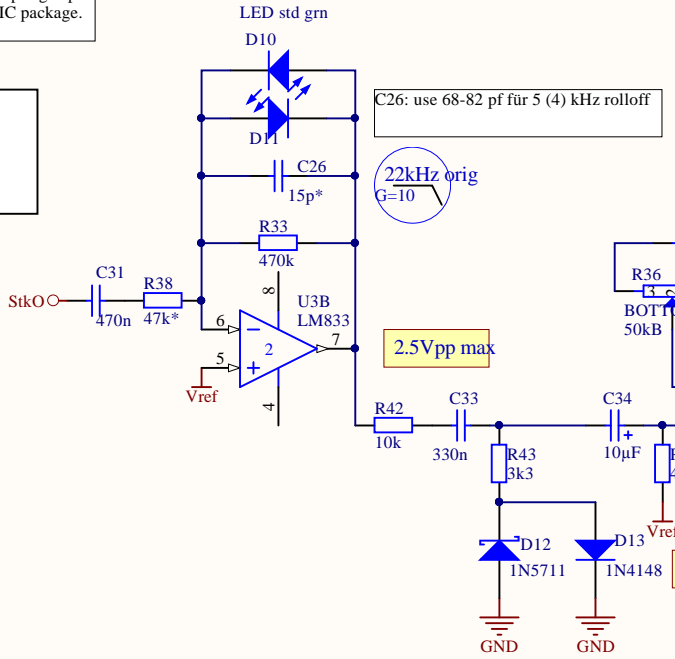 IC package.
LED std grn
D10
D11
C26: use 68-82 pf für 5 (4) kHz rolloff
C26
15p*
22kHz orig
G=10
R33
470k
C31
470n
R38
47k*
StkO
8
U3B
LM833
6
2
7
5
4
Vref
2.5Vpp max
R36
3
50kB
R42
10k
C33
330n
C34
10µF
+
R43
3k3
Vref
D12
1N5711
D13
1N4148
GND
GND